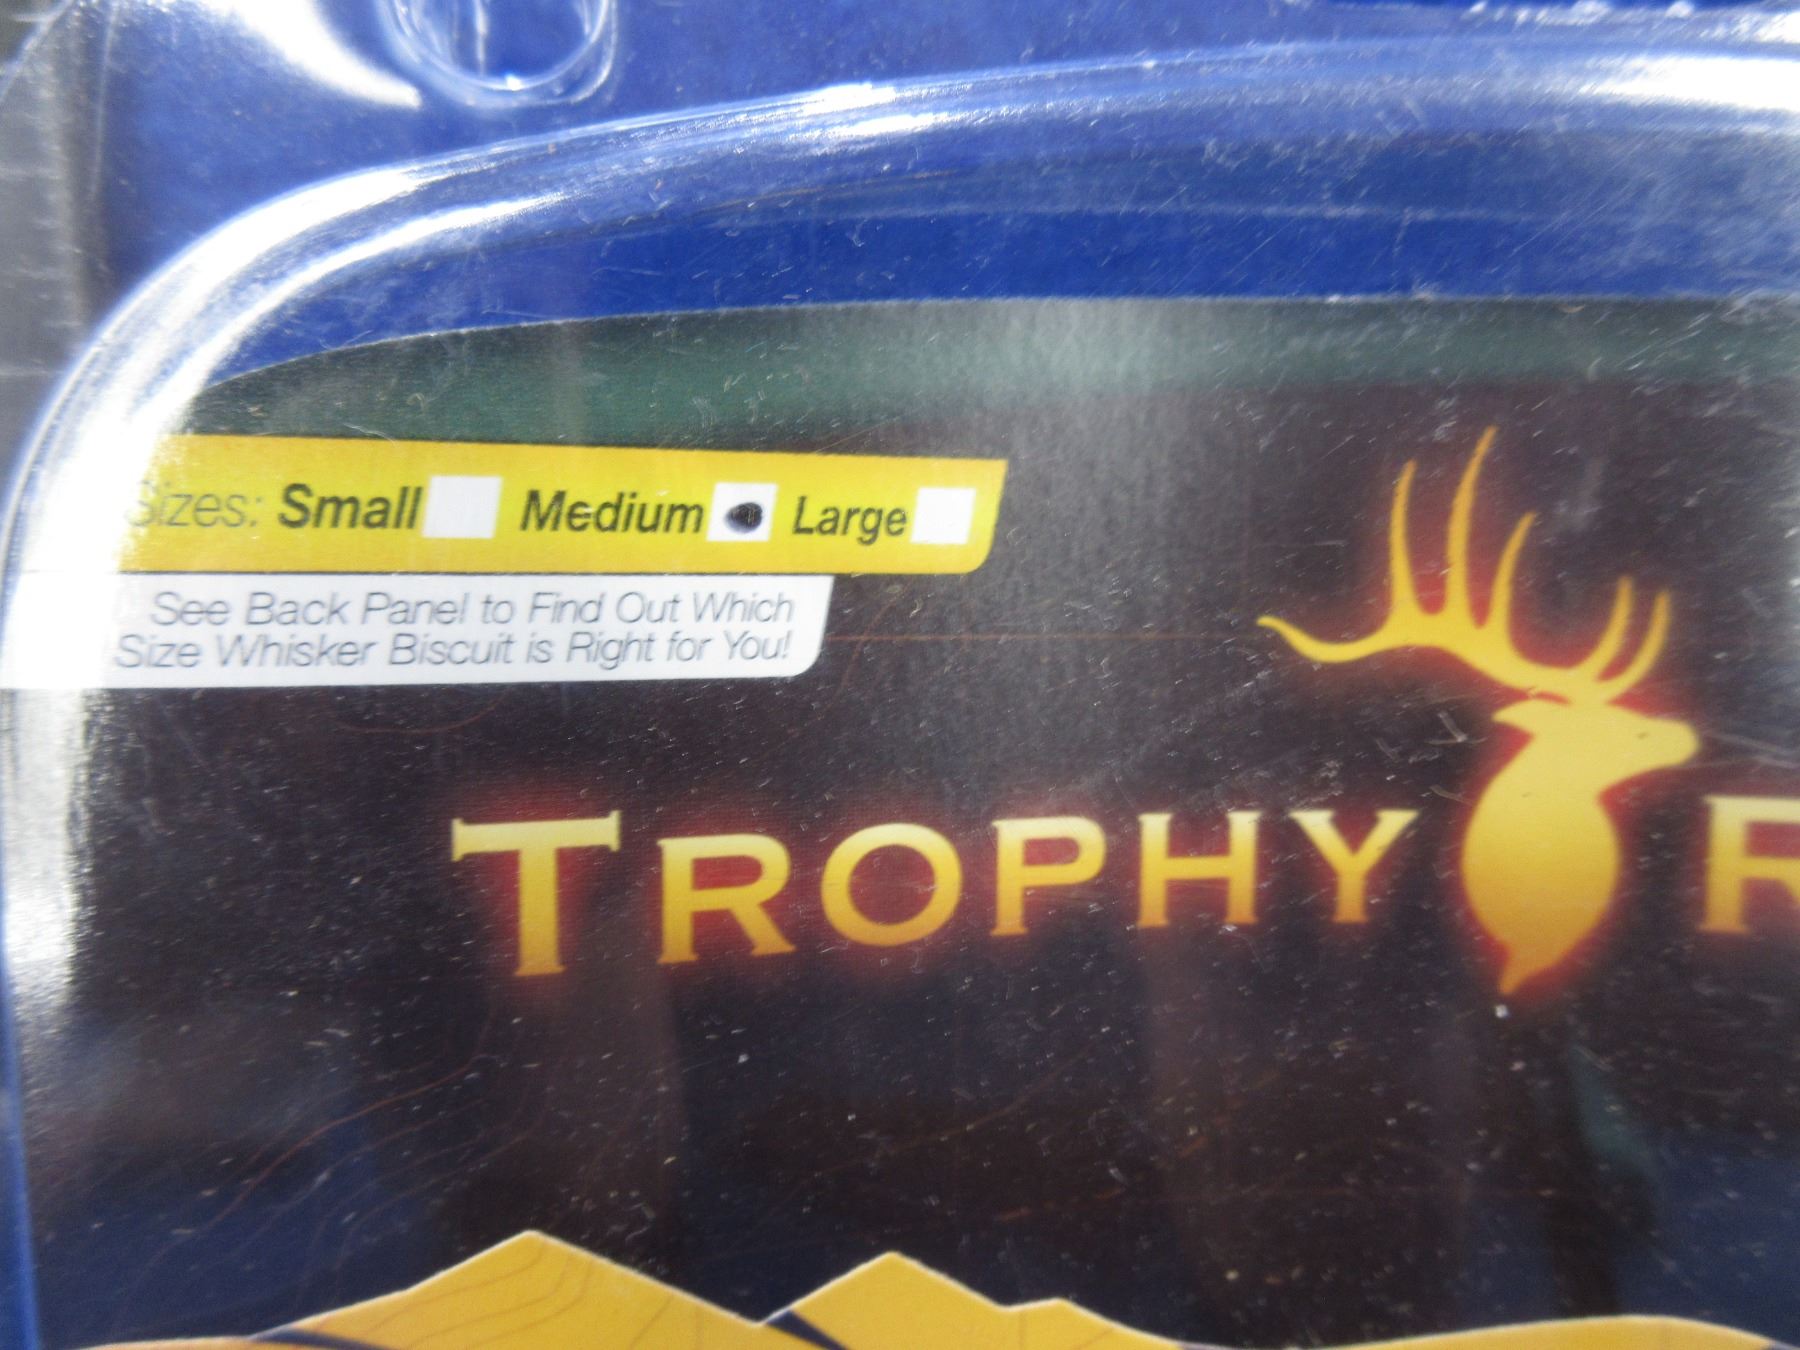 Sizes: Small Medium Large
See Back Panel to Find Out Which
Size Whisker Biscuit is Right for You!
TROPHY R